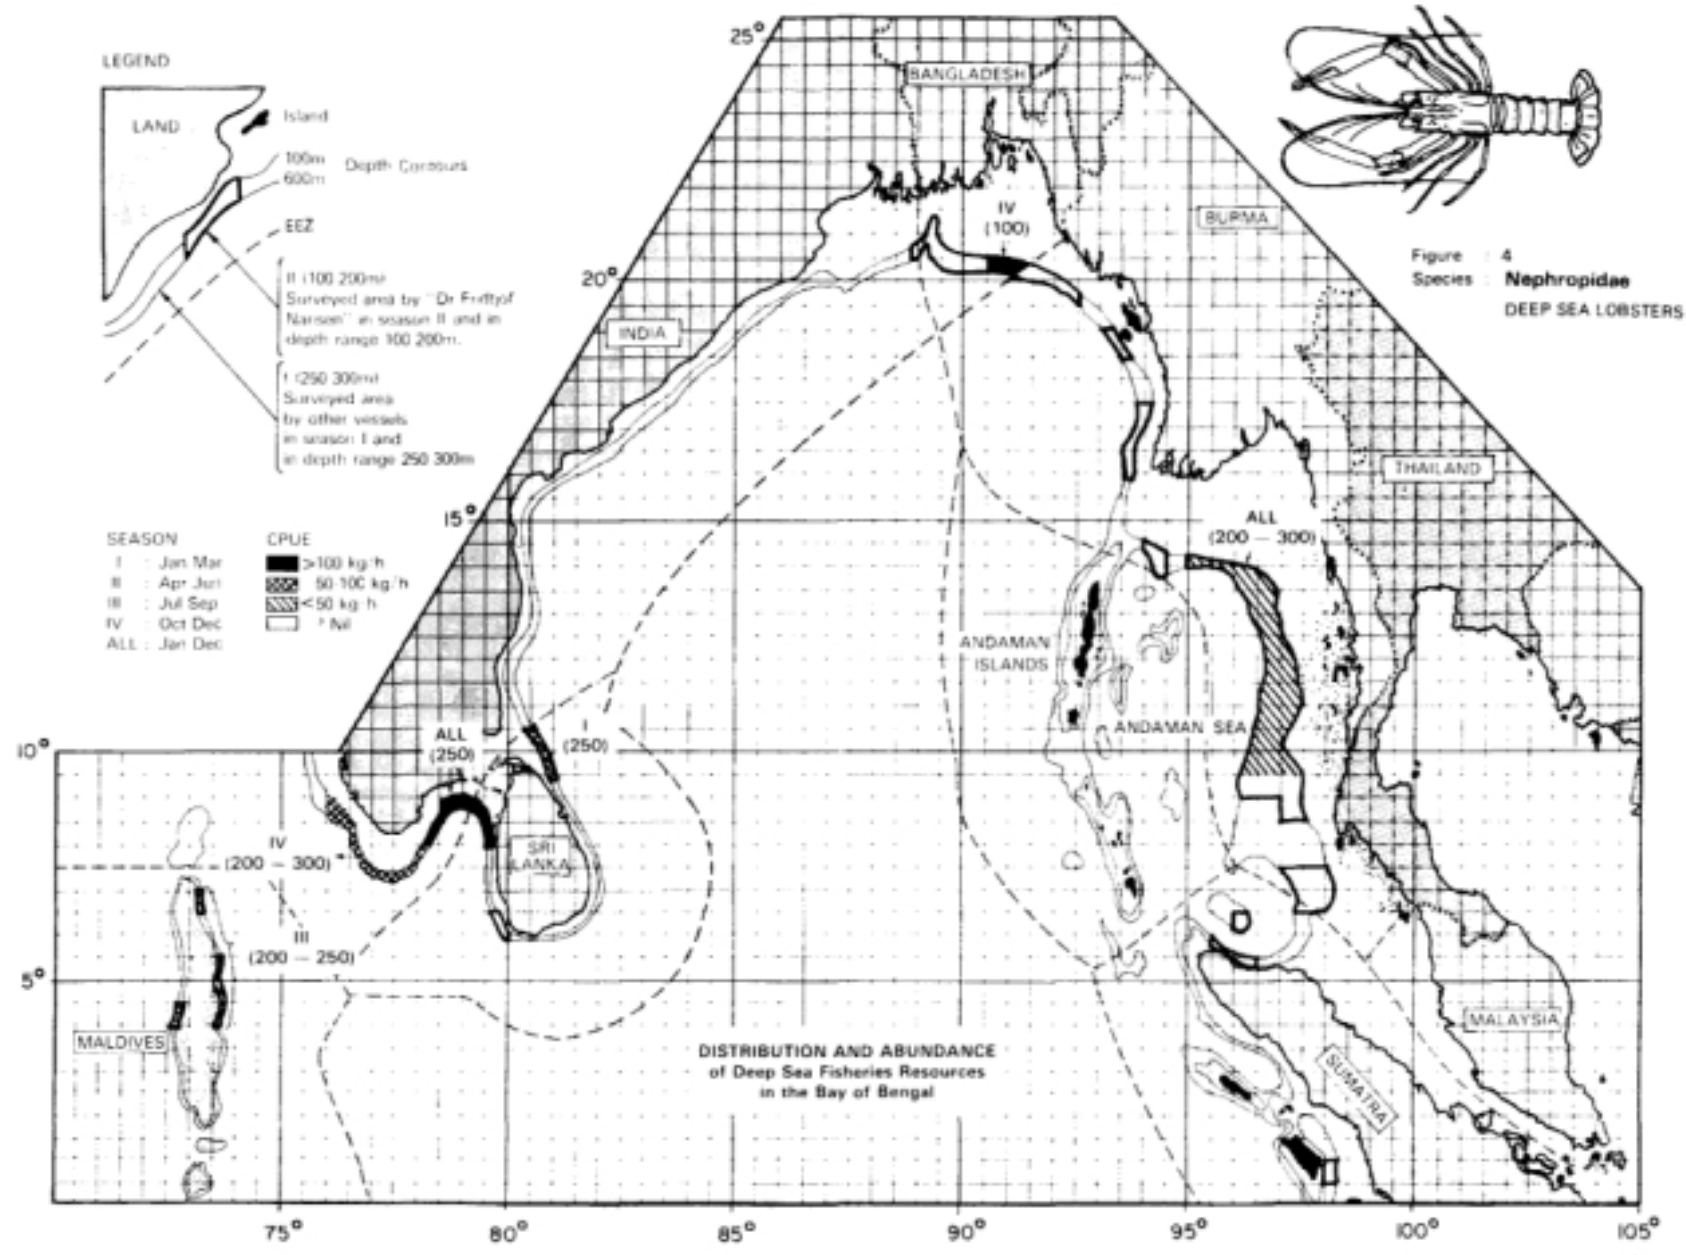 LEGEND
LAND
Island
100m
600m
Depth Contours
EEZ
II (100 200m)
Surveyed area by "Dr Fridtjof
Nansen" in season II and in
depth range 100 200m.
I (250 300m)
Surveyed area
by other vessels
in season I and
in depth range 250 300m
SEASON
I : Jan Mar
II : Apr Jun
III : Jul Sep
IV : Oct Dec
ALL : Jan Dec
CPUE
>100 kg/h
50-100 kg/h
<50 kg/h
Nil
25°
20°
15°
10°
5°
BANGLADESH
IV
(100)
BURMA
Figure : 4
Species : Nephropidae
DEEP SEA LOBSTERS
INDIA
THAILAND
ALL
(200 — 300)
ANDAMAN
ISLANDS
ANDAMAN SEA
ALL
(250)
I
(250)
SRI
LANKA
IV
(200 — 300)
III
(200 — 250)
MALDIVES
MALAYSIA
SUMATRA
DISTRIBUTION AND ABUNDANCE
of Deep Sea Fisheries Resources
in the Bay of Bengal
75° 80° 85° 90° 95° 100° 105°